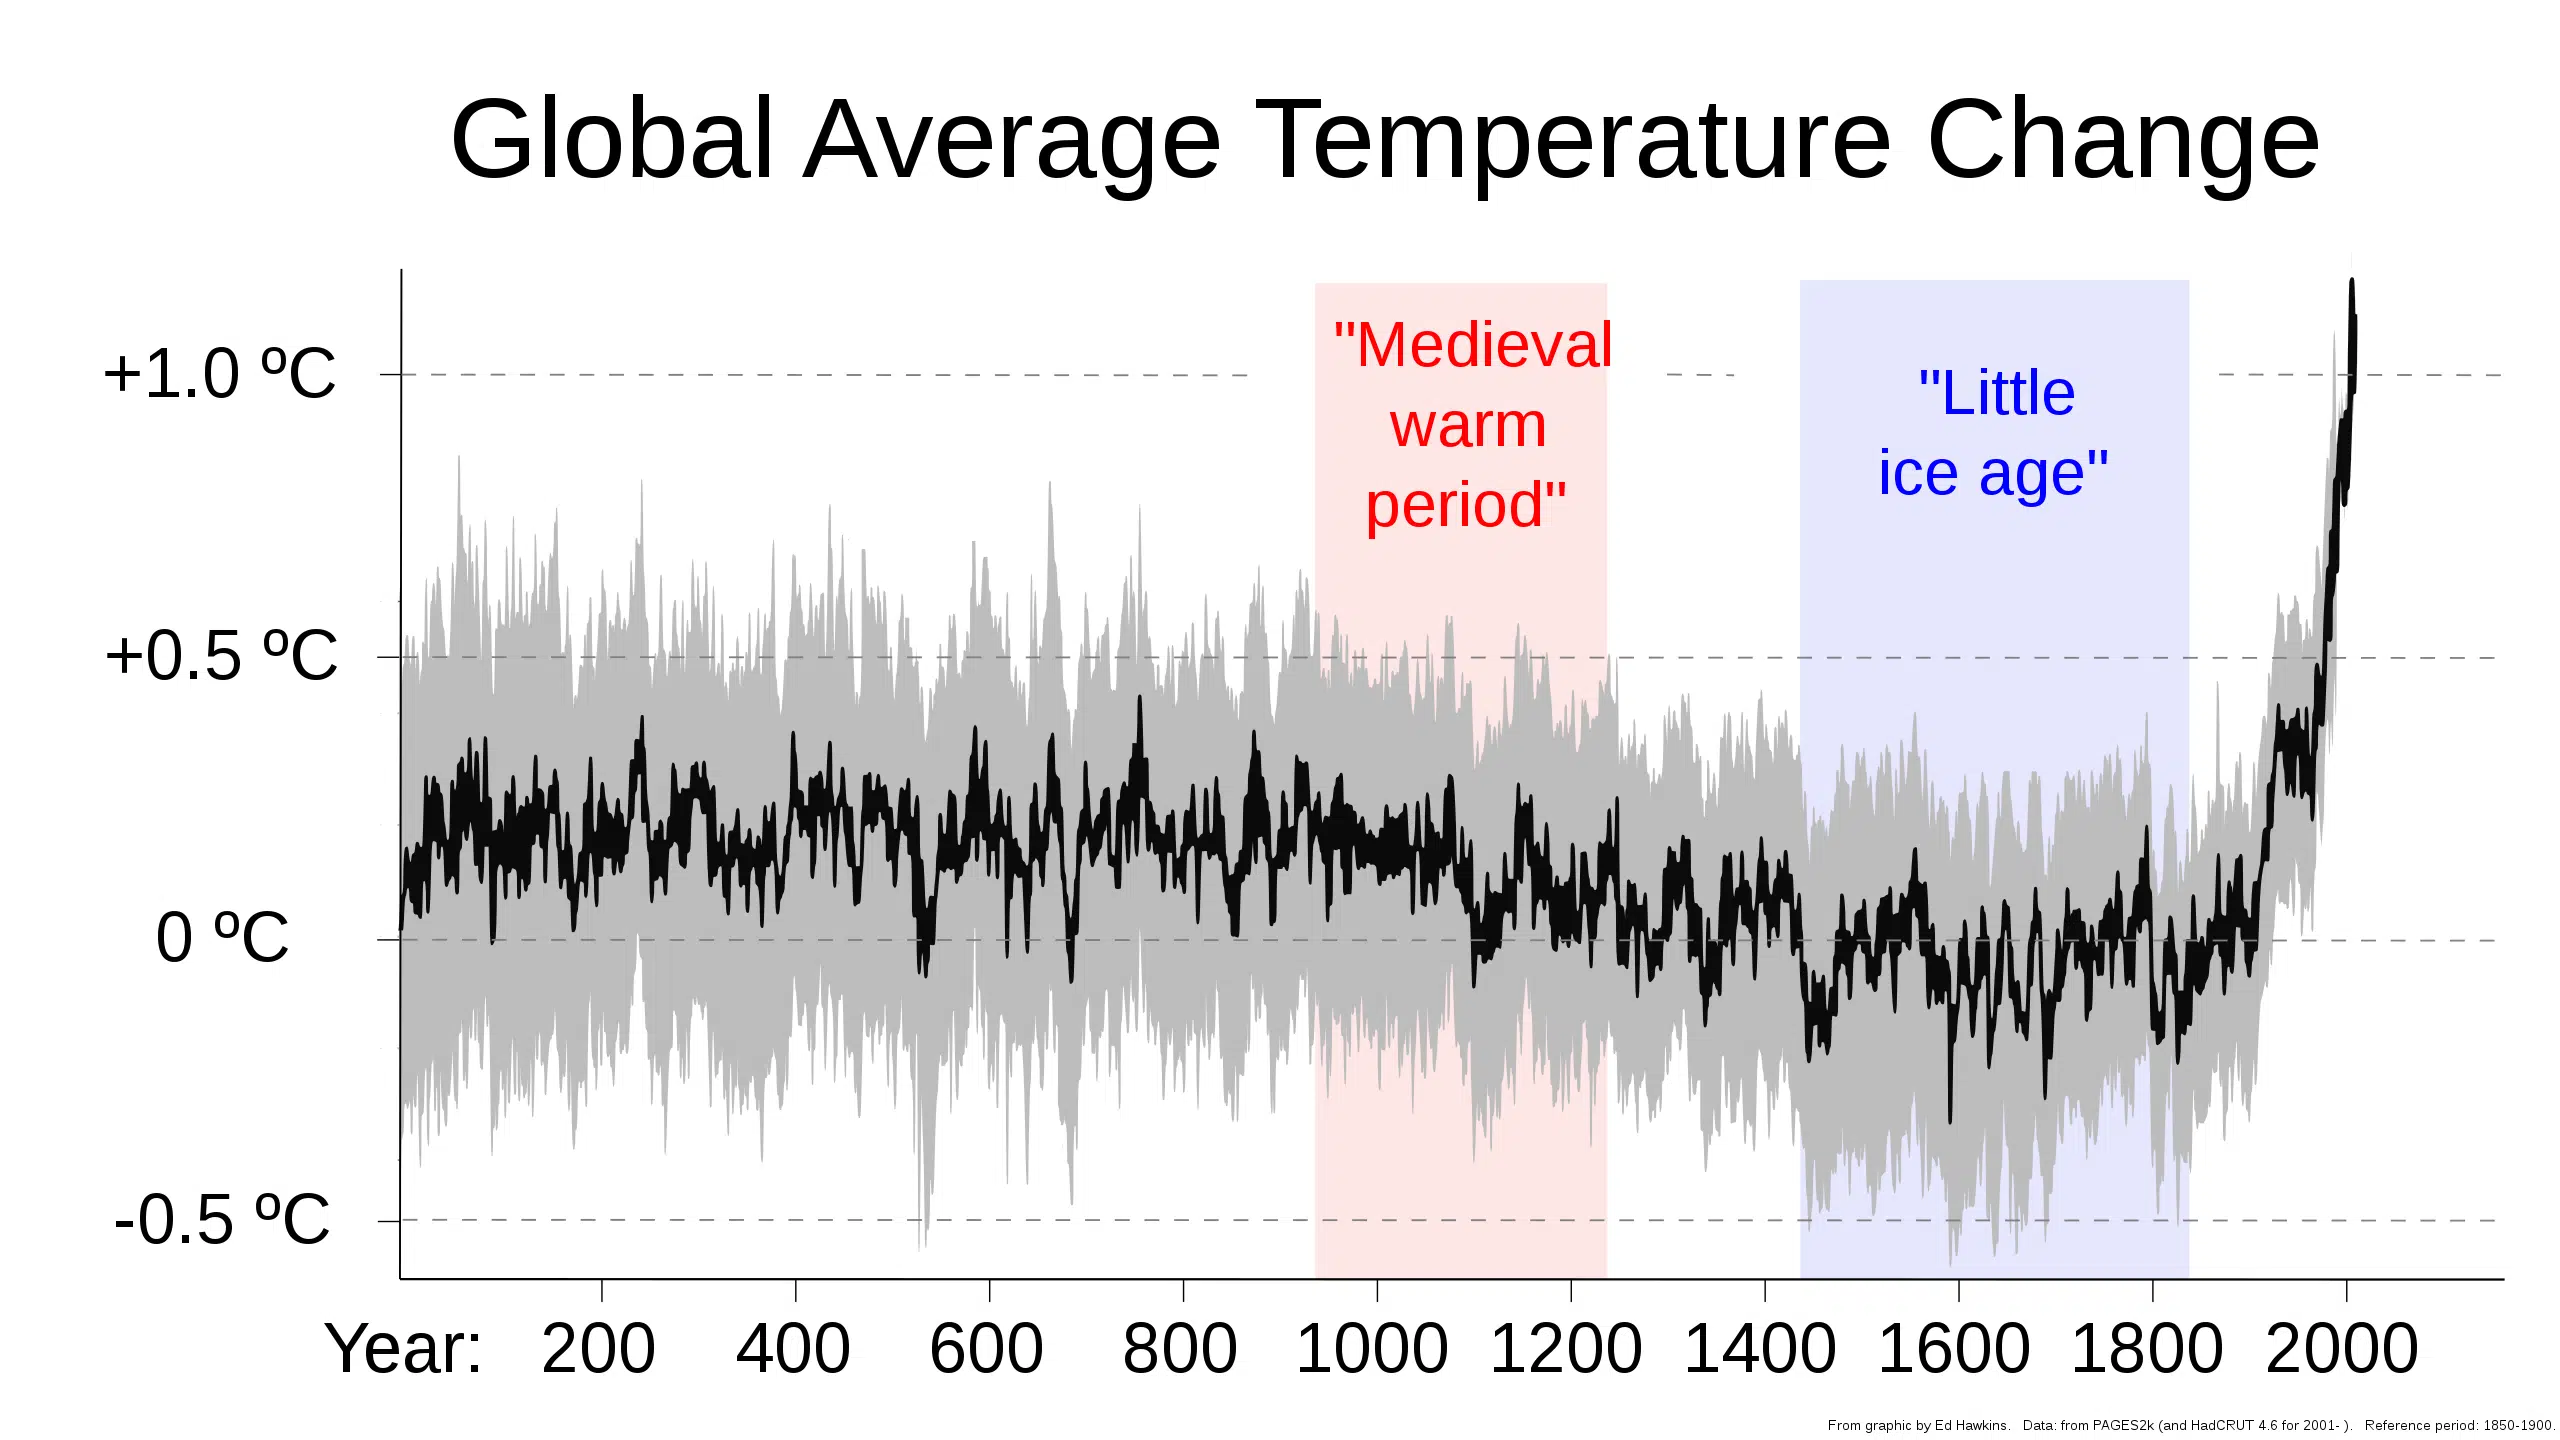 Global Average Temperature Change
"Medieval
warm
period"
"Little
ice age"
+1.0 ºC
+0.5 ºC
0 ºC
-0.5 ºC
Year: 200 400 600 800 1000 1200 1400 1600 1800 2000
From graphic by Ed Hawkins. Data: from PAGES2k (and HadCRUT 4.6 for 2001- ). Reference period: 1850-1900.